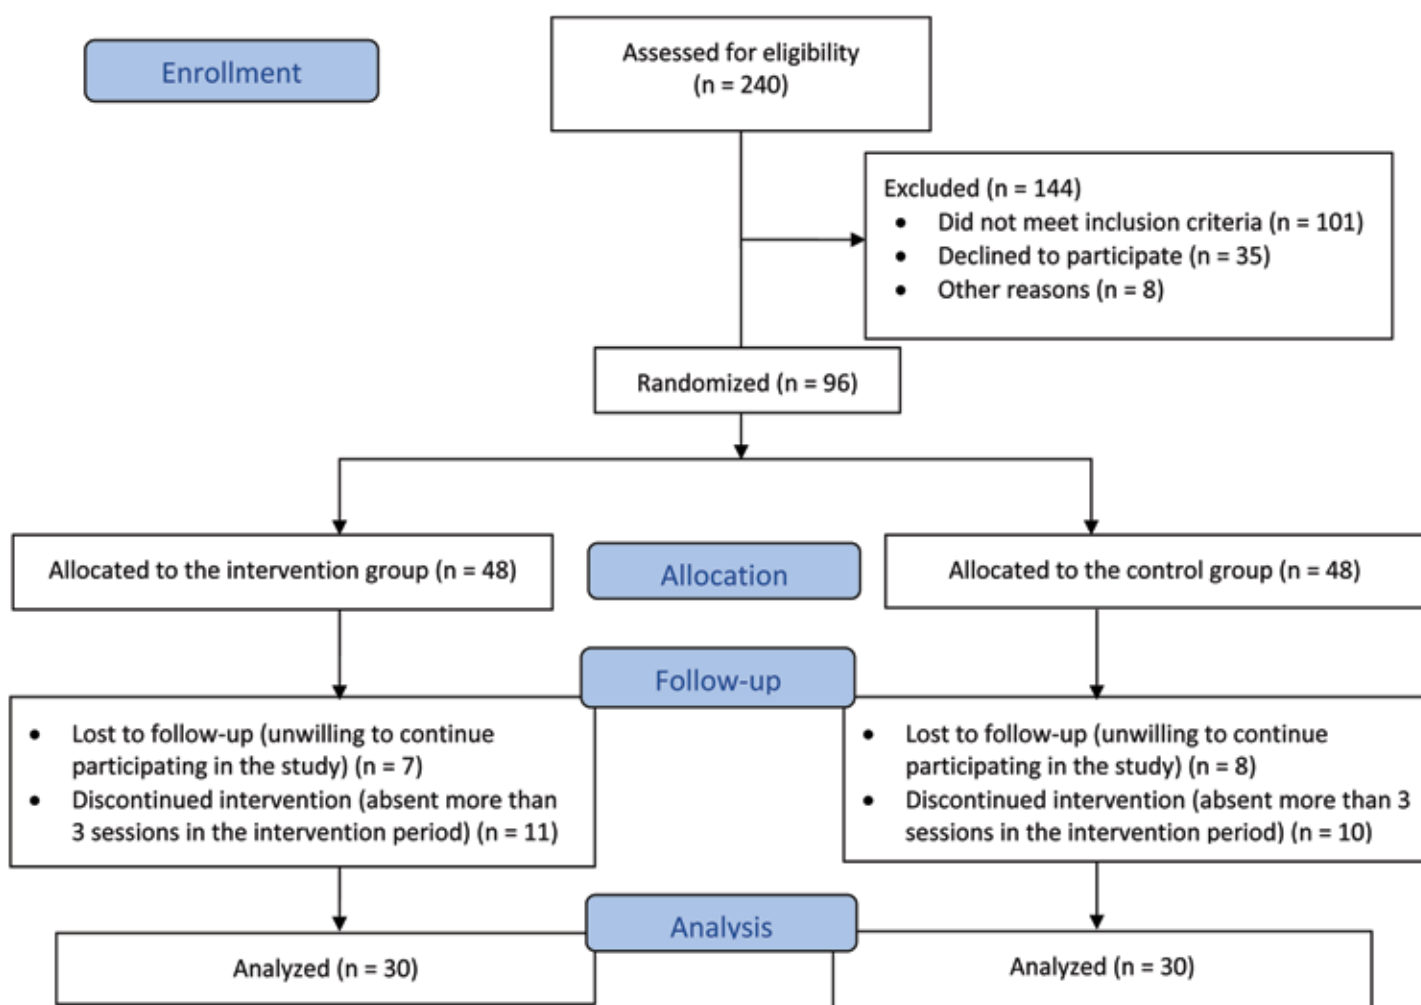 Enrollment
Assessed for eligibility
(n = 240)
Excluded (n = 144)
• Did not meet inclusion criteria (n = 101)
• Declined to participate (n = 35)
• Other reasons (n = 8)
Randomized (n = 96)
Allocated to the intervention group (n = 48)
Allocation
Allocated to the control group (n = 48)
Follow-up
• Lost to follow-up (unwilling to continue
participating in the study) (n = 7)
• Discontinued intervention (absent more than
3 sessions in the intervention period) (n = 11)
• Lost to follow-up (unwilling to continue
participating in the study) (n = 8)
• Discontinued intervention (absent more than 3
sessions in the intervention period) (n = 10)
Analysis
Analyzed (n = 30)
Analyzed (n = 30)